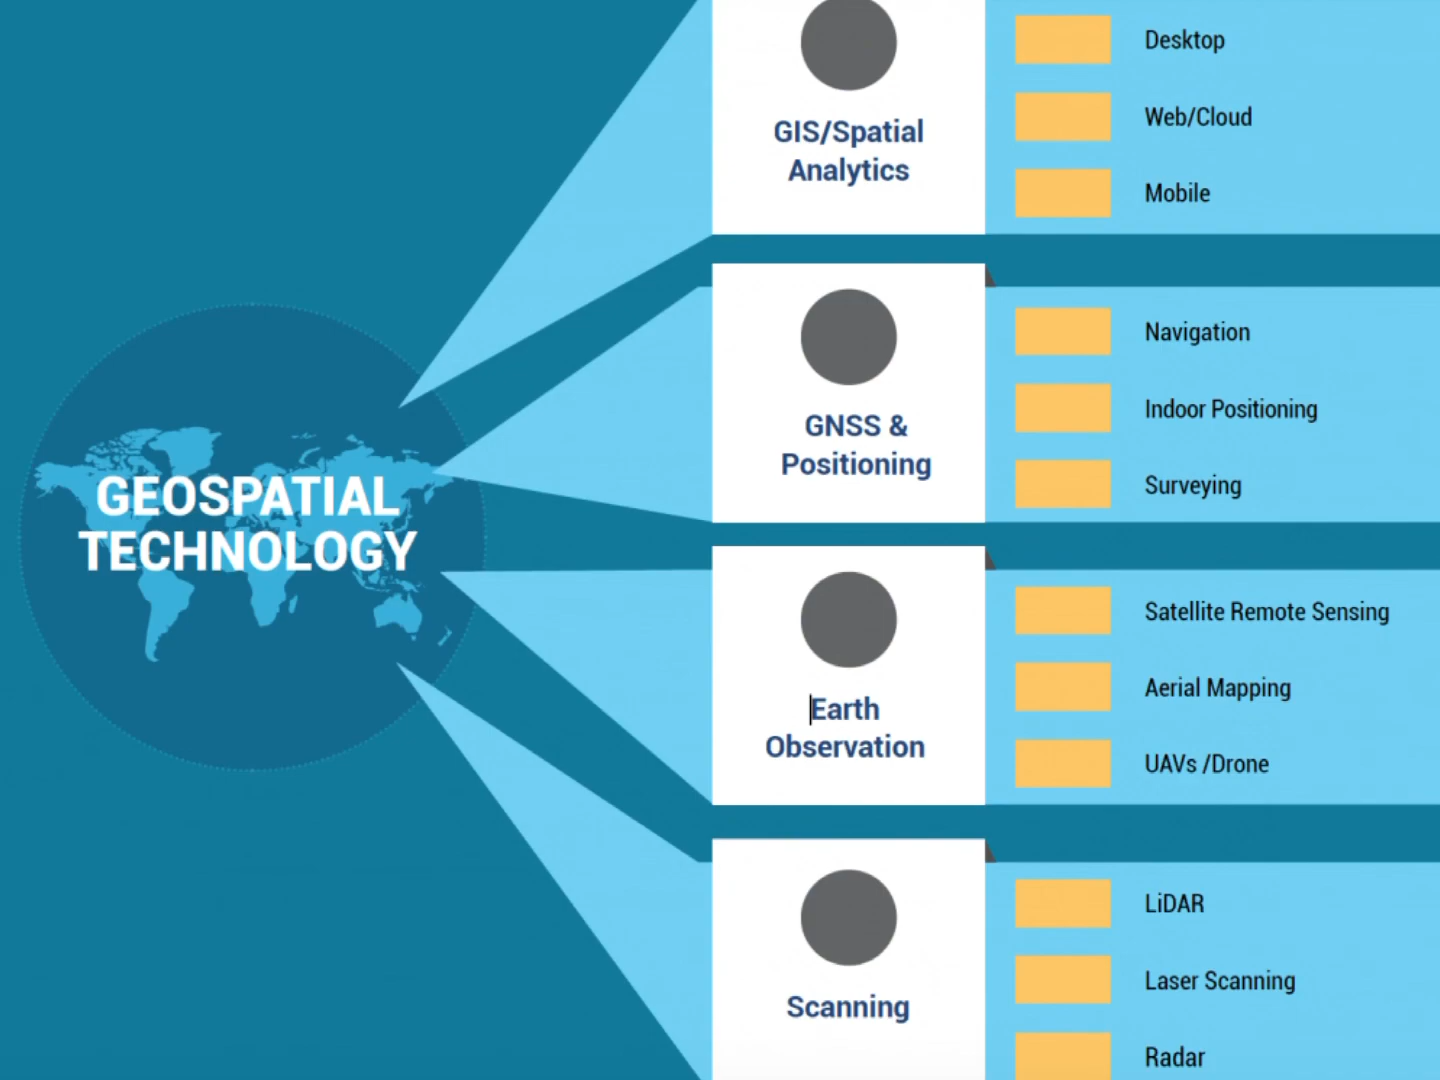 GEOSPATIAL
TECHNOLOGY
GIS/Spatial
Analytics
Desktop
Web/Cloud
Mobile
GNSS &
Positioning
Navigation
Indoor Positioning
Surveying
Earth
Observation
Satellite Remote Sensing
Aerial Mapping
UAVs /Drone
Scanning
LiDAR
Laser Scanning
Radar